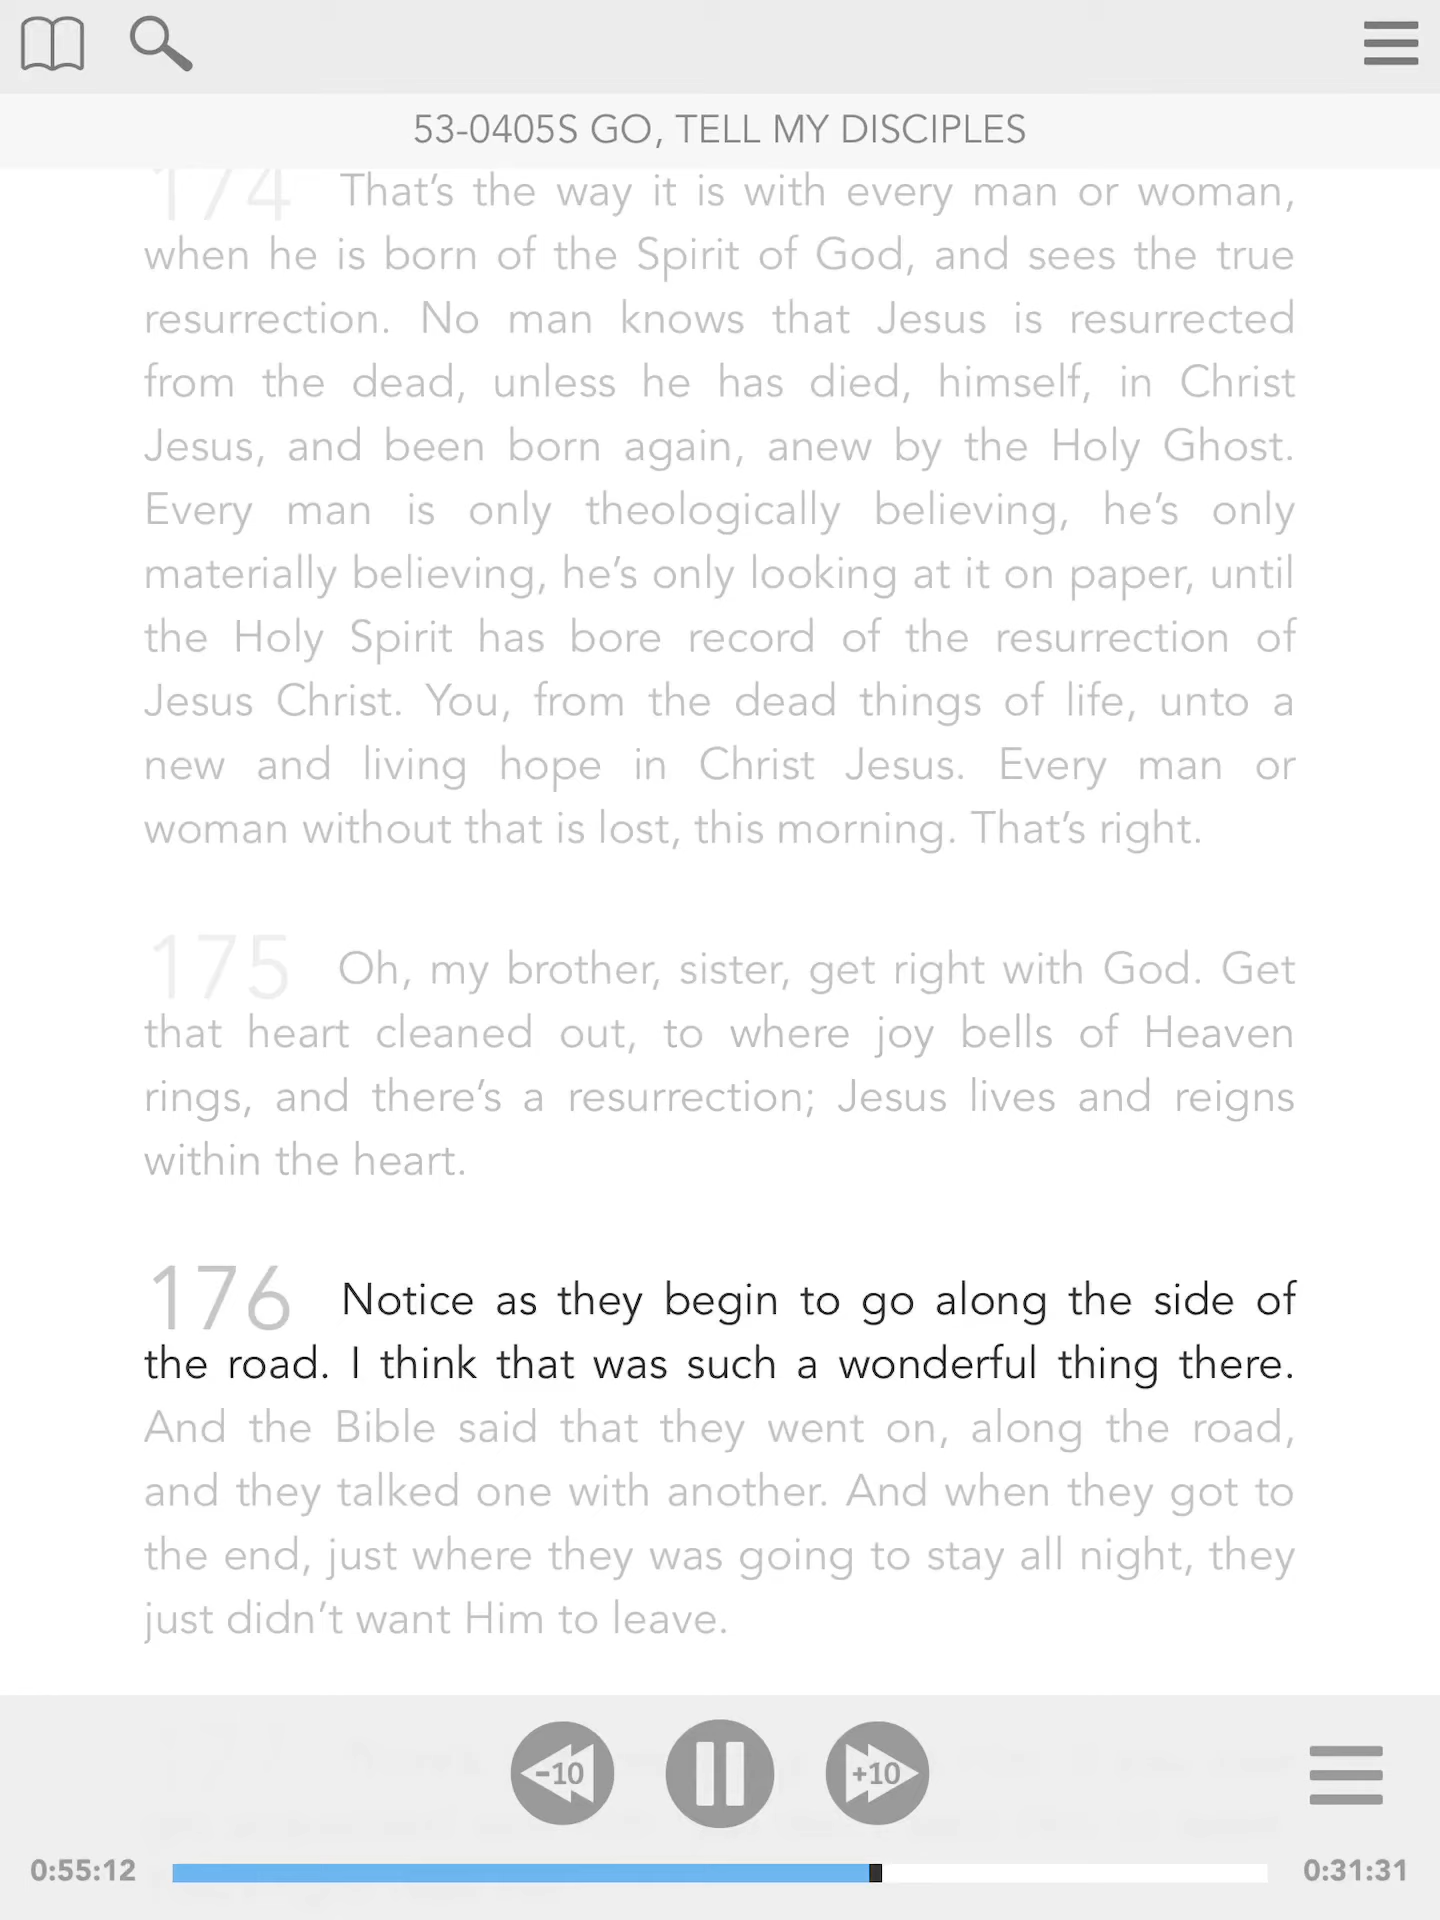 53-0405S GO, TELL MY DISCIPLES
174 That’s the way it is with every man or woman,
when he is born of the Spirit of God, and sees the true
resurrection. No man knows that Jesus is resurrected
from the dead, unless he has died, himself, in Christ
Jesus, and been born again, anew by the Holy Ghost.
Every man is only theologically believing, he’s only
materially believing, he’s only looking at it on paper, until
the Holy Spirit has bore record of the resurrection of
Jesus Christ. You, from the dead things of life, unto a
new and living hope in Christ Jesus. Every man or
woman without that is lost, this morning. That’s right.
175 Oh, my brother, sister, get right with God. Get
that heart cleaned out, to where joy bells of Heaven
rings, and there’s a resurrection; Jesus lives and reigns
within the heart.
176 Notice as they begin to go along the side of
the road. I think that was such a wonderful thing there.
And the Bible said that they went on, along the road,
and they talked one with another. And when they got to
the end, just where they was going to stay all night, they
just didn’t want Him to leave.
-10 +10
0:55:12 0:31:31